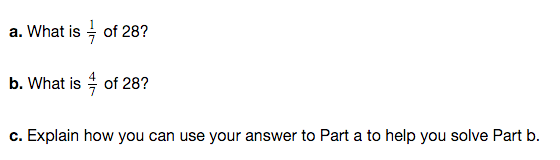 a. What is 1/7 of 28?
b. What is 4/7 of 28?
c. Explain how you can use your answer to Part a to help you solve Part b.